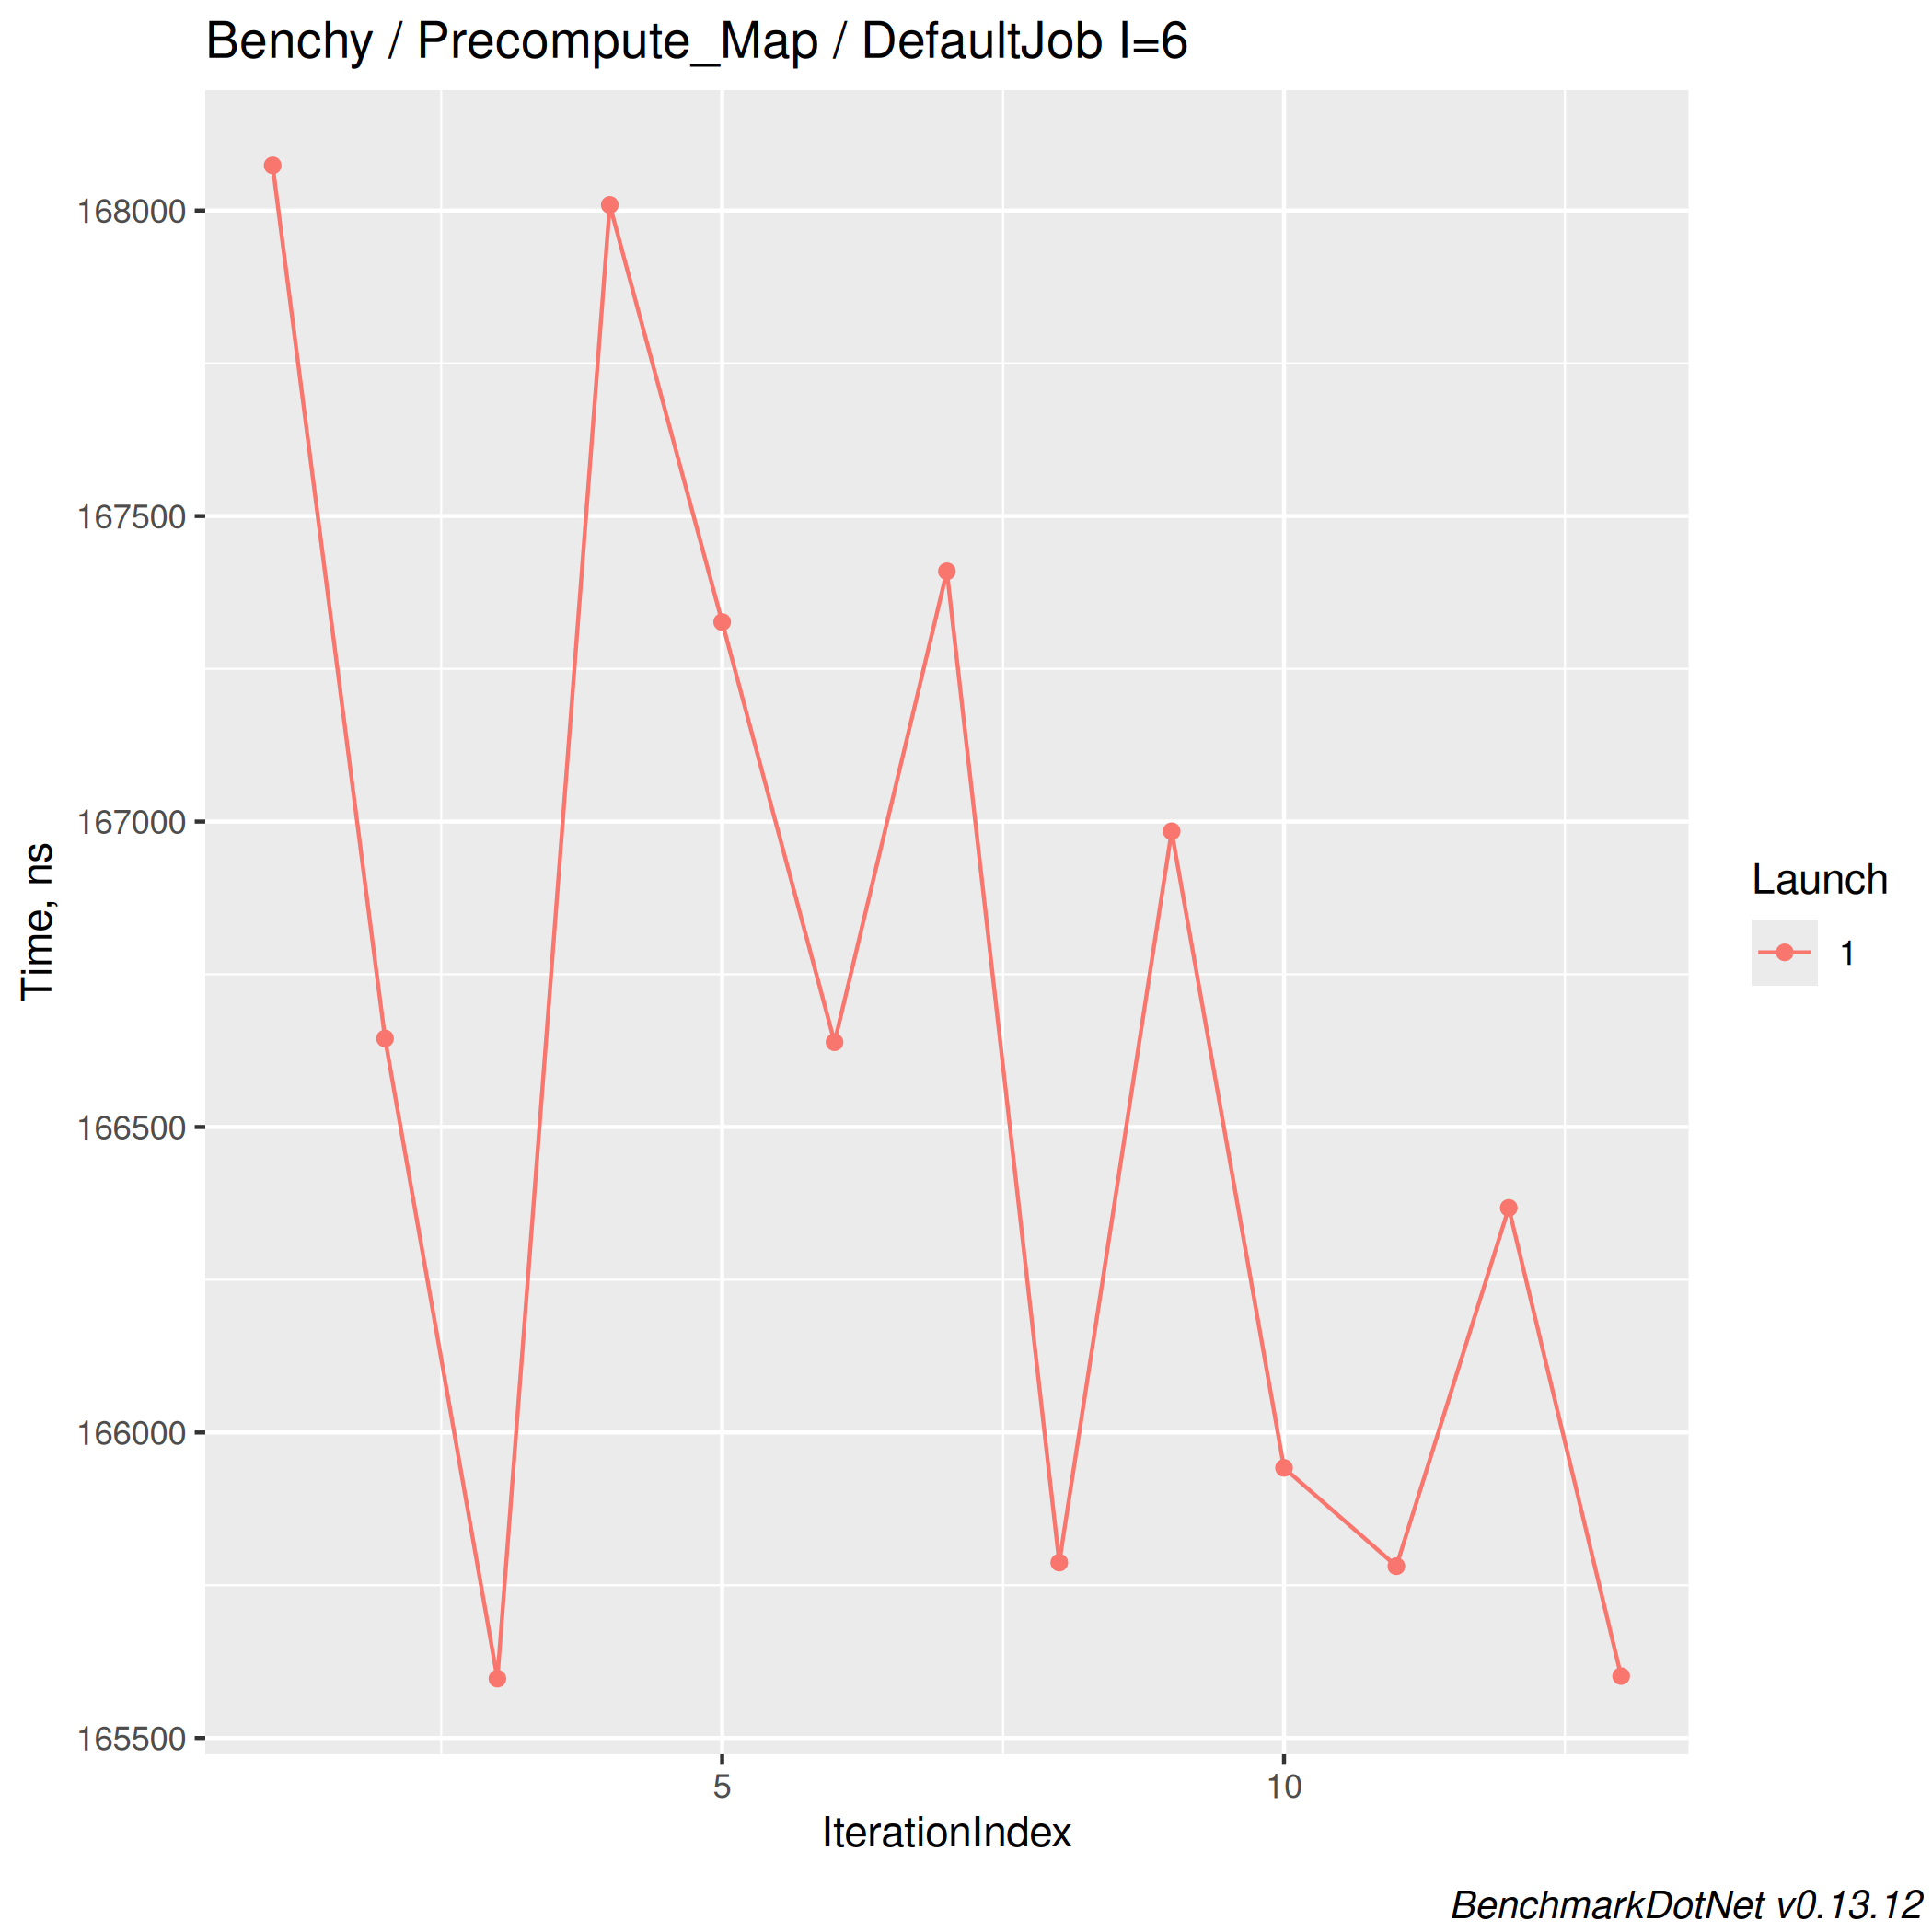 Benchy / Precompute_Map / DefaultJob I=6
168000
167500
167000
166500
166000
165500
Time, ns
5
10
IterationIndex
Launch
1
BenchmarkDotNet v0.13.12